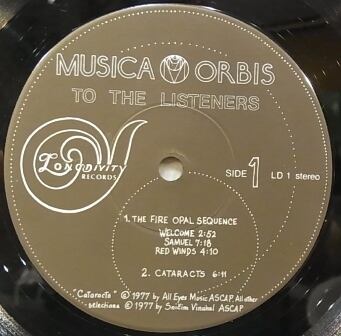 MUSICA ORBIS
TO THE LISTENERS
Longdivity
RECORDS
SIDE 1 LD 1 stereo
1. THE FIRE OPAL SEQUENCE
WELCOME 2:52
SAMUEL 7:18
RED WINDS 4:10
2. CATARACTS 6:11
"Cataracts" © 1977 by All Eyes Music ASCAP. All other
selections © 1977 by Vinahal ASCAP